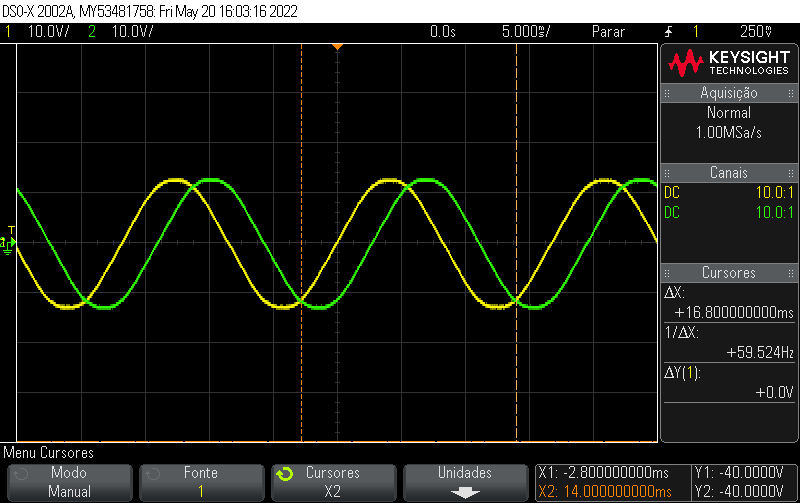 DSO-X 2002A, MY53481758: Fri May 20 16:03:16 2022
1 10.0V/ 2 10.0V/ 0.0s 5.000ms/ Parar 1 250mV
KEYSIGHT
TECHNOLOGIES
Aquisição
Normal
1.00MSa/s
Canais
DC 10.0:1
DC 10.0:1
Cursores
ΔX:
+16.800000000ms
1/ΔX:
+59.524Hz
ΔY(1):
+0.0V
T
Menu Cursores
Modo
Manual
Fonte
1
Cursores
X2
Unidades
X1: -2.800000000ms
X2: 14.000000000ms
Y1: -40.0000V
Y2: -40.0000V